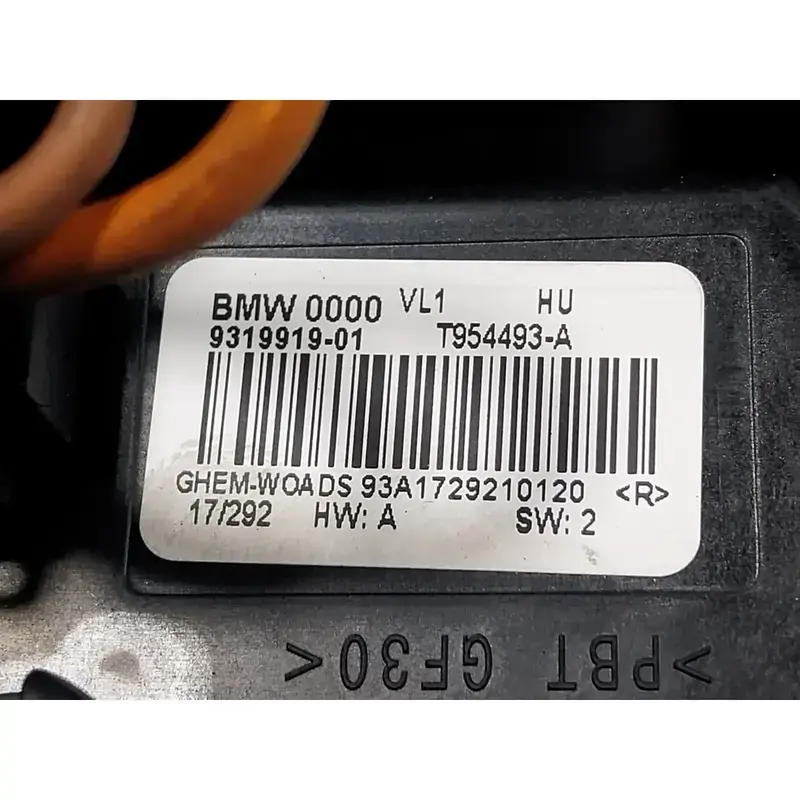 BMW 0000 VL1 HU
9319919-01 T954493-A
GHEM-WOADS 93A1729210120 <R>
17/292 HW: A SW: 2
>PBT GF30<